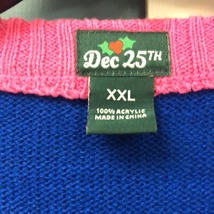 Dec 25TH
XXL
100% ACRYLIC
MADE IN CHINA